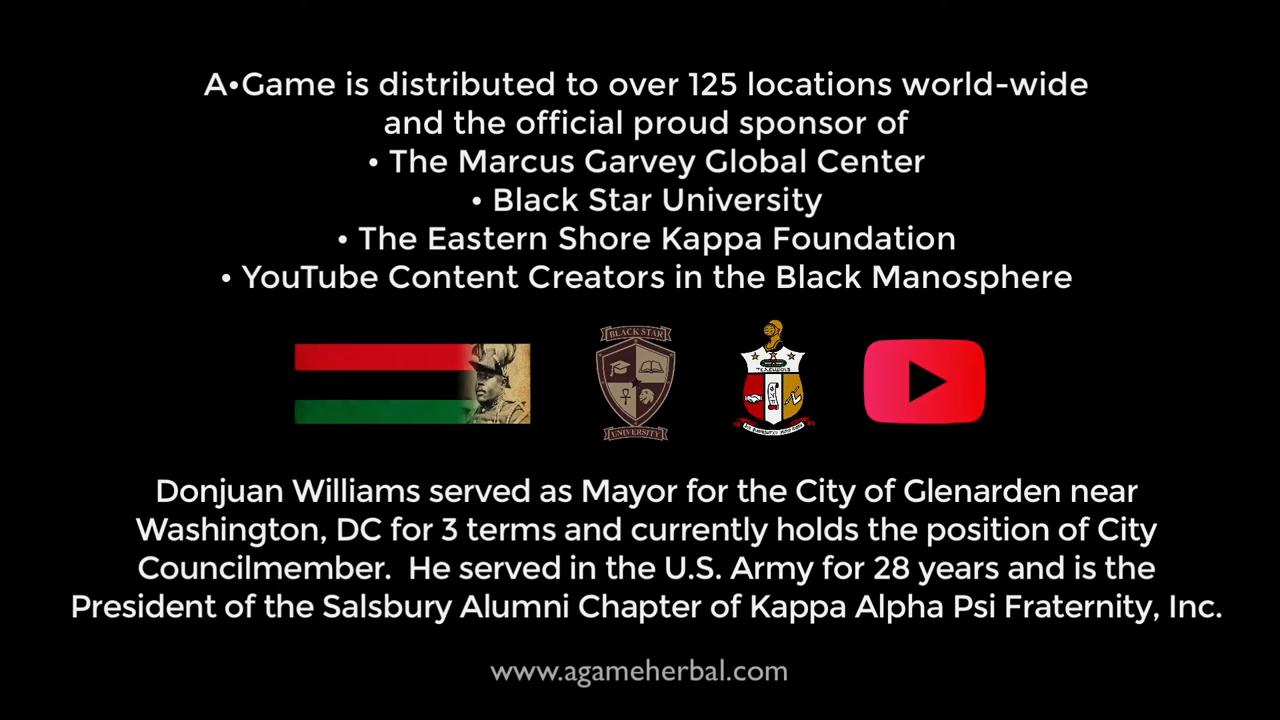 A•Game is distributed to over 125 locations world-wide
and the official proud sponsor of
• The Marcus Garvey Global Center
• Black Star University
• The Eastern Shore Kappa Foundation
• YouTube Content Creators in the Black Manosphere
BLACK STAR
UNIVERSITY
Donjuan Williams served as Mayor for the City of Glenarden near
Washington, DC for 3 terms and currently holds the position of City
Councilmember. He served in the U.S. Army for 28 years and is the
President of the Salsbury Alumni Chapter of Kappa Alpha Psi Fraternity, Inc.
www.agameherbal.com